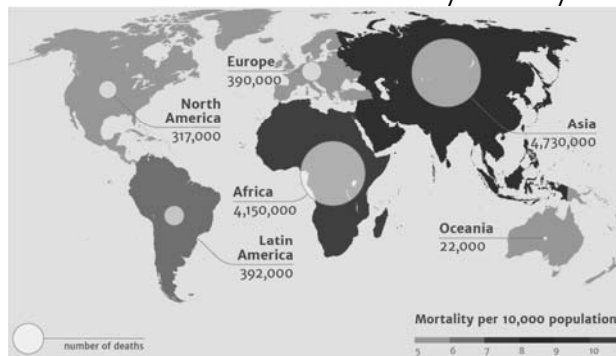 Europe
390,000
North
America
317,000
Asia
4,730,000
Africa
4,150,000
Oceania
22,000
Latin
America
392,000
Mortality per 10,000 population
number of deaths
5 6 7 8 9 10